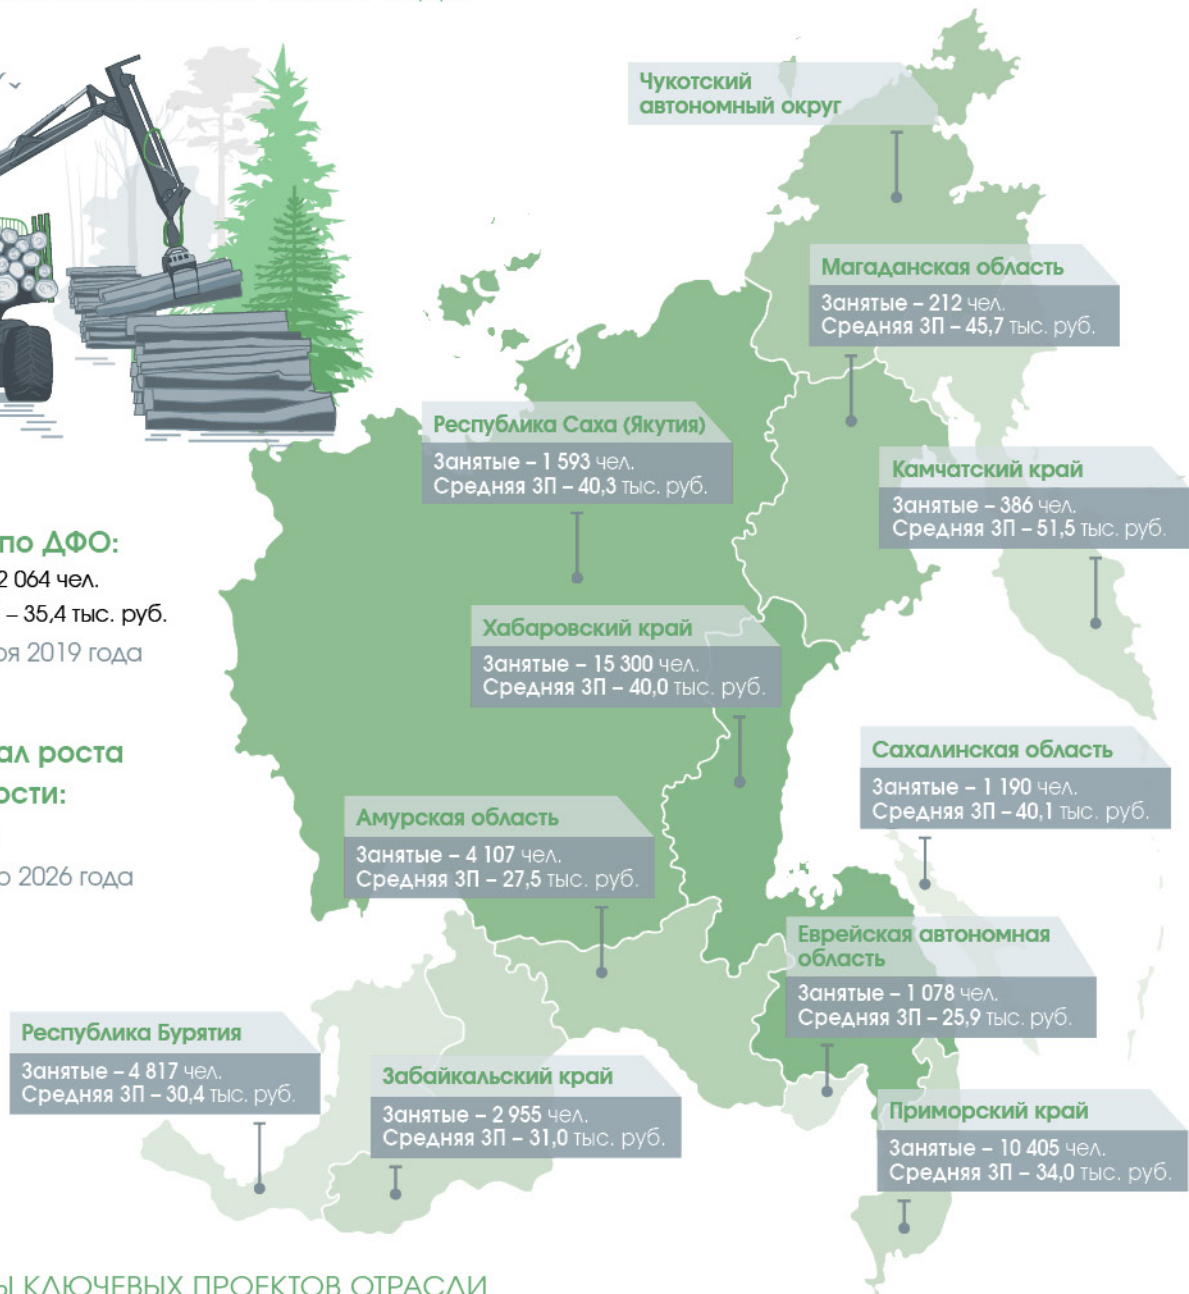 Чукотский
автономный округ
Магаданская область
Занятые – 212 чел.
Средняя ЗП – 45,7 тыс. руб.
Республика Саха (Якутия)
Занятые – 1 593 чел.
Средняя ЗП – 40,3 тыс. руб.
Камчатский край
Занятые – 386 чел.
Средняя ЗП – 51,5 тыс. руб.
по ДФО:
2 064 чел.
– 35,4 тыс. руб.
2019 года
Хабаровский край
Занятые – 15 300 чел.
Средняя ЗП – 40,0 тыс. руб.
роста
2026 года
Сахалинская область
Занятые – 1 190 чел.
Средняя ЗП – 40,1 тыс. руб.
Амурская область
Занятые – 4 107 чел.
Средняя ЗП – 27,5 тыс. руб.
Еврейская автономная
область
Занятые – 1 078 чел.
Средняя ЗП – 25,9 тыс. руб.
Республика Бурятия
Занятые – 4 817 чел.
Средняя ЗП – 30,4 тыс. руб.
Забайкальский край
Занятые – 2 955 чел.
Средняя ЗП – 31,0 тыс. руб.
Приморский край
Занятые – 10 405 чел.
Средняя ЗП – 34,0 тыс. руб.
КЛЮЧЕВЫХ ПРОЕКТОВ ОТРАСЛИ